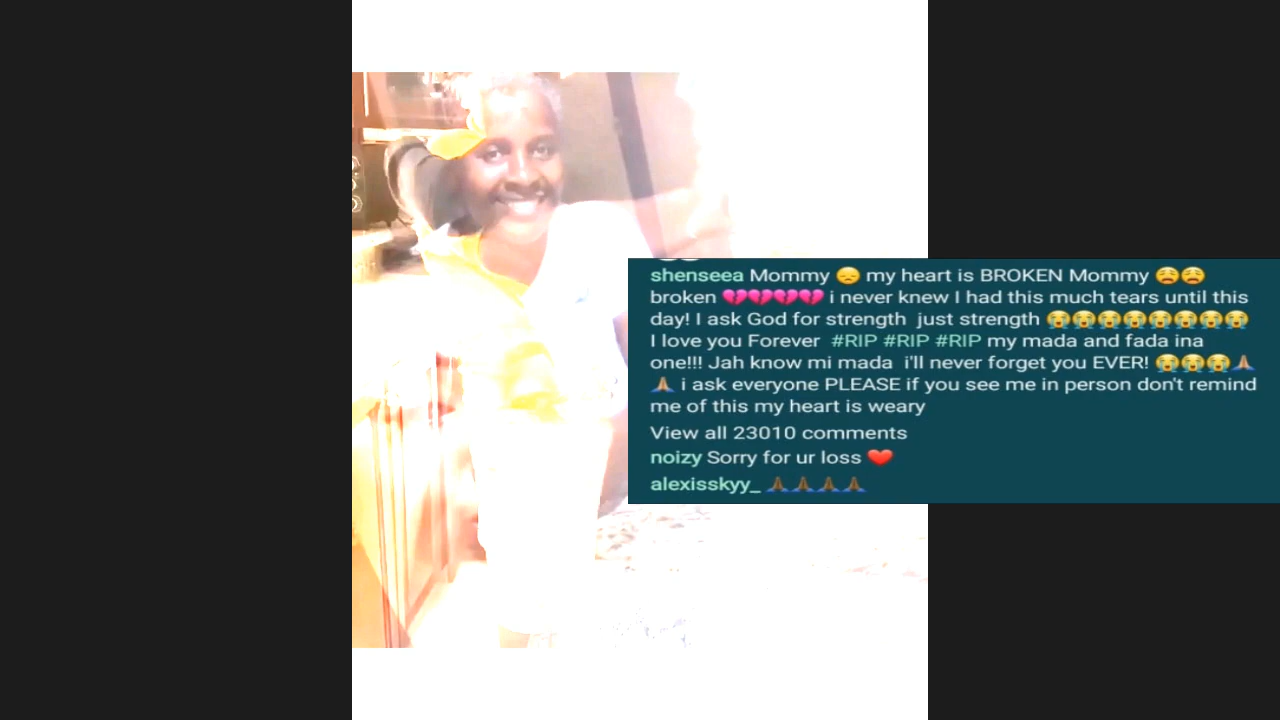 shenseea Mommy 😞 my heart is BROKEN Mommy 😩😩
broken 💔💔💔💔 i never knew I had this much tears until this
day! I ask God for strength just strength 😭😭😭😭😭😭😭😭
I love you Forever #RIP #RIP #RIP my mada and fada ina
one!!! Jah know mi mada i'll never forget you EVER! 😭😭😭🙏🏽
🙏🏽 i ask everyone PLEASE if you see me in person don't remind
me of this my heart is weary
View all 23010 comments
noizy Sorry for ur loss ❤️
alexisskyy_ 🙏🏿🙏🏿🙏🏿🙏🏿